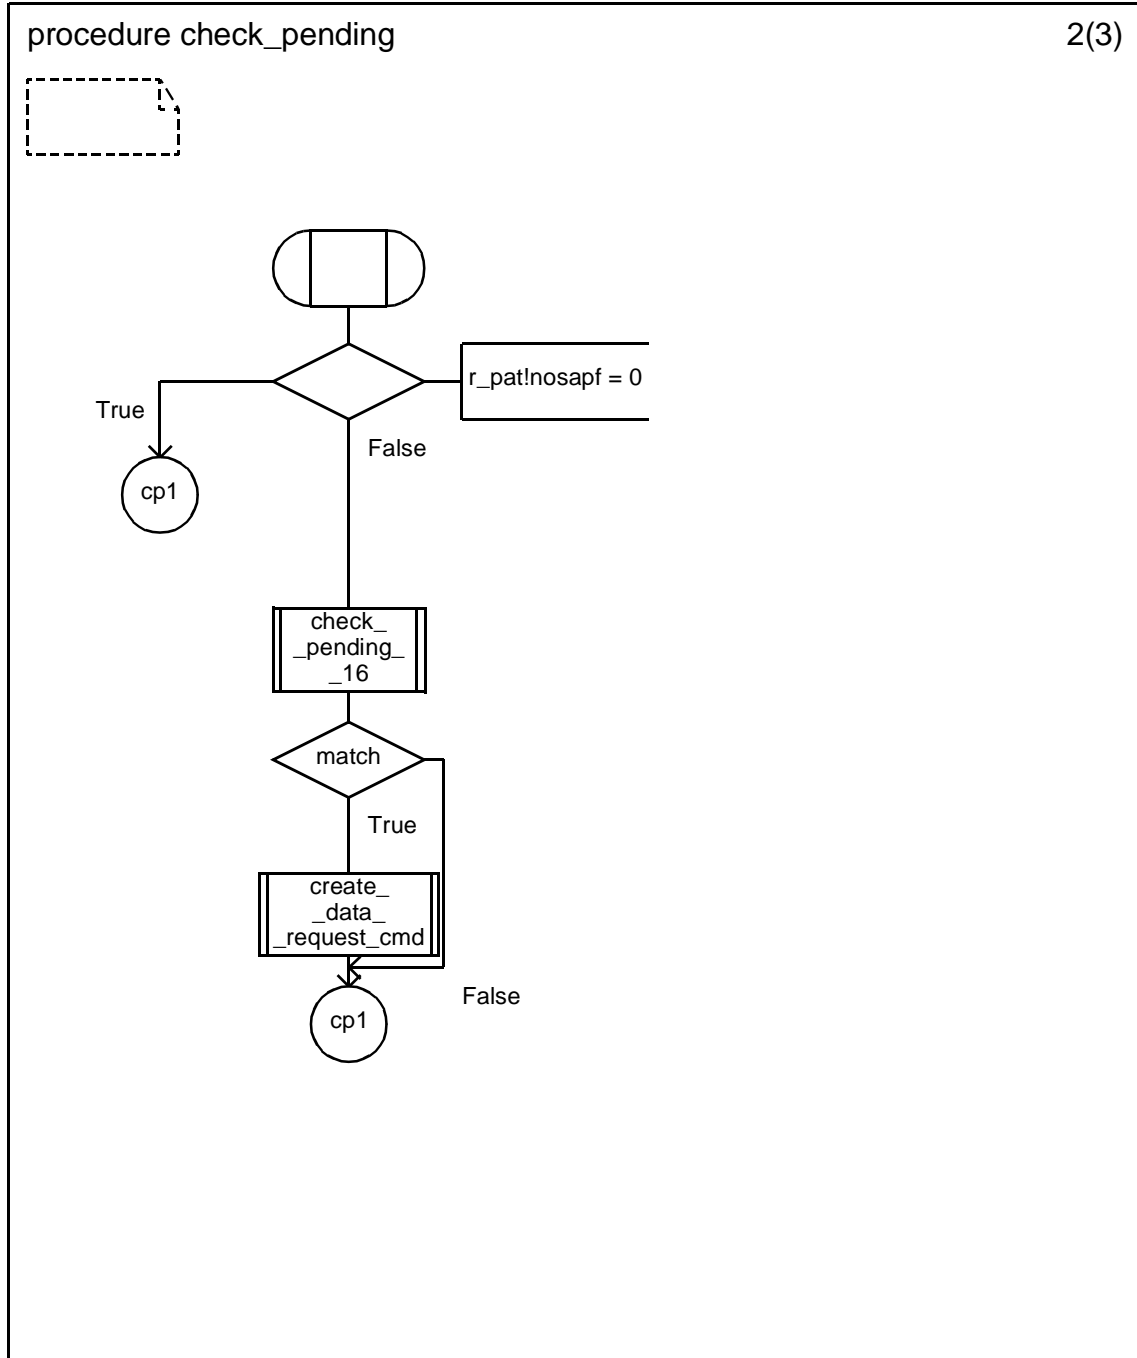 procedure check_pending
2(3)
r_pat!nosapf = 0
True
False
cp1
check_
_pending_
_16
match
True
create_
_data_
_request_cmd
False
cp1